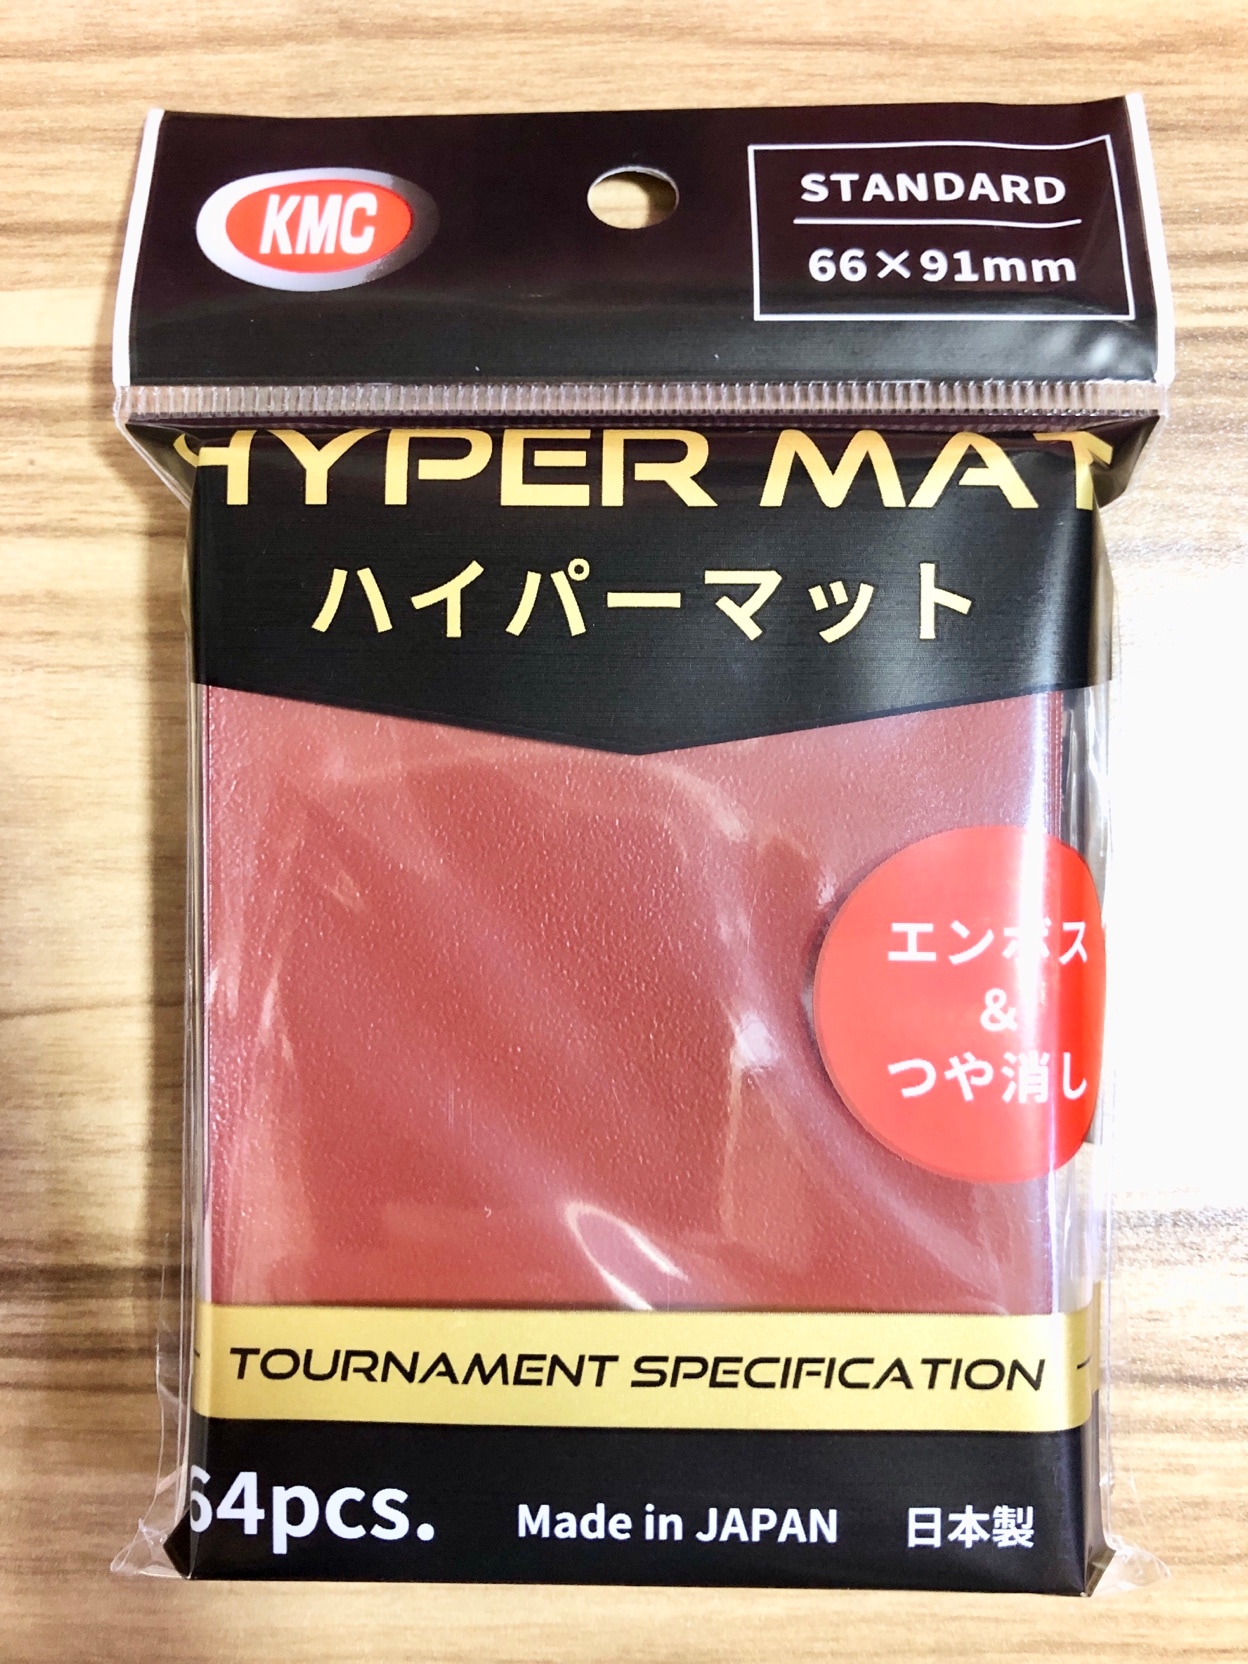 KMC
STANDARD
66×91mm
HYPER MAT
ハイパーマット
エンボス
&
つや消し
TOURNAMENT SPECIFICATION
64pcs.
Made in JAPAN
日本製